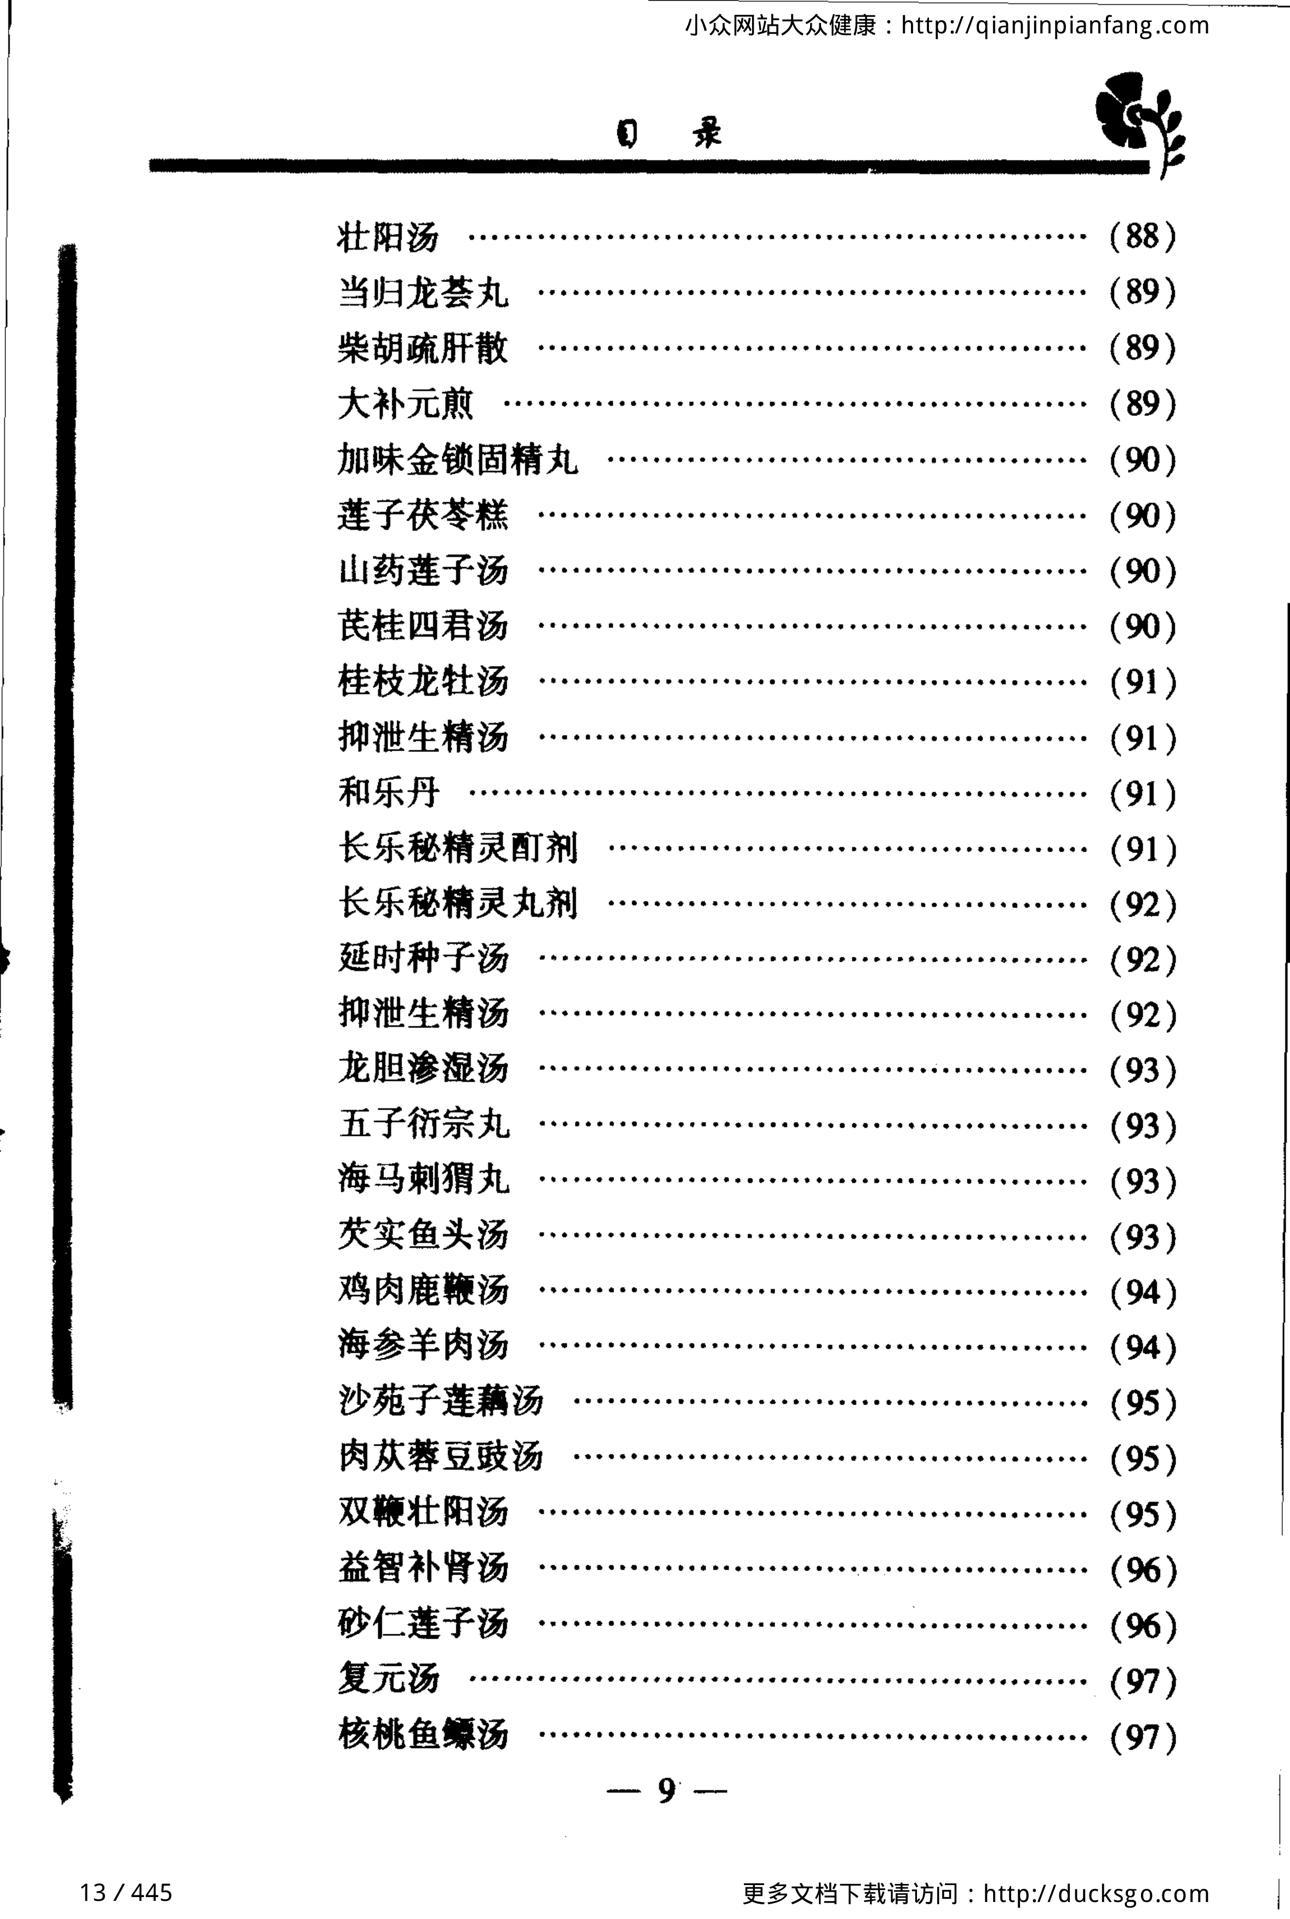 小众网站大众健康：http://qianjinpianfang.com
目 录
壮阳汤 …………………………………………… (88)
当归龙荟丸 …………………………………………… (89)
柴胡疏肝散 …………………………………………… (89)
大补元煎 …………………………………………… (89)
加味金锁固精丸 …………………………………………… (90)
莲子茯苓糕 …………………………………………… (90)
山药莲子汤 …………………………………………… (90)
芪桂四君汤 …………………………………………… (90)
桂枝龙牡汤 …………………………………………… (91)
抑泄生精汤 …………………………………………… (91)
和乐丹 …………………………………………… (91)
长乐秘精灵酊剂 …………………………………………… (91)
长乐秘精灵丸剂 …………………………………………… (92)
延时种子汤 …………………………………………… (92)
抑泄生精汤 …………………………………………… (92)
龙胆渗湿汤 …………………………………………… (93)
五子衍宗丸 …………………………………………… (93)
海马刺猬丸 …………………………………………… (93)
芡实鱼头汤 …………………………………………… (93)
鸡肉鹿鞭汤 …………………………………………… (94)
海参羊肉汤 …………………………………………… (94)
沙苑子莲藕汤 …………………………………………… (95)
肉苁蓉豆豉汤 …………………………………………… (95)
双鞭壮阳汤 …………………………………………… (95)
益智补肾汤 …………………………………………… (96)
砂仁莲子汤 …………………………………………… (96)
复元汤 …………………………………………… (97)
核桃鱼鳔汤 …………………………………………… (97)
— 9 —
13 / 445
更多文档下载请访问：http://ducksgo.com